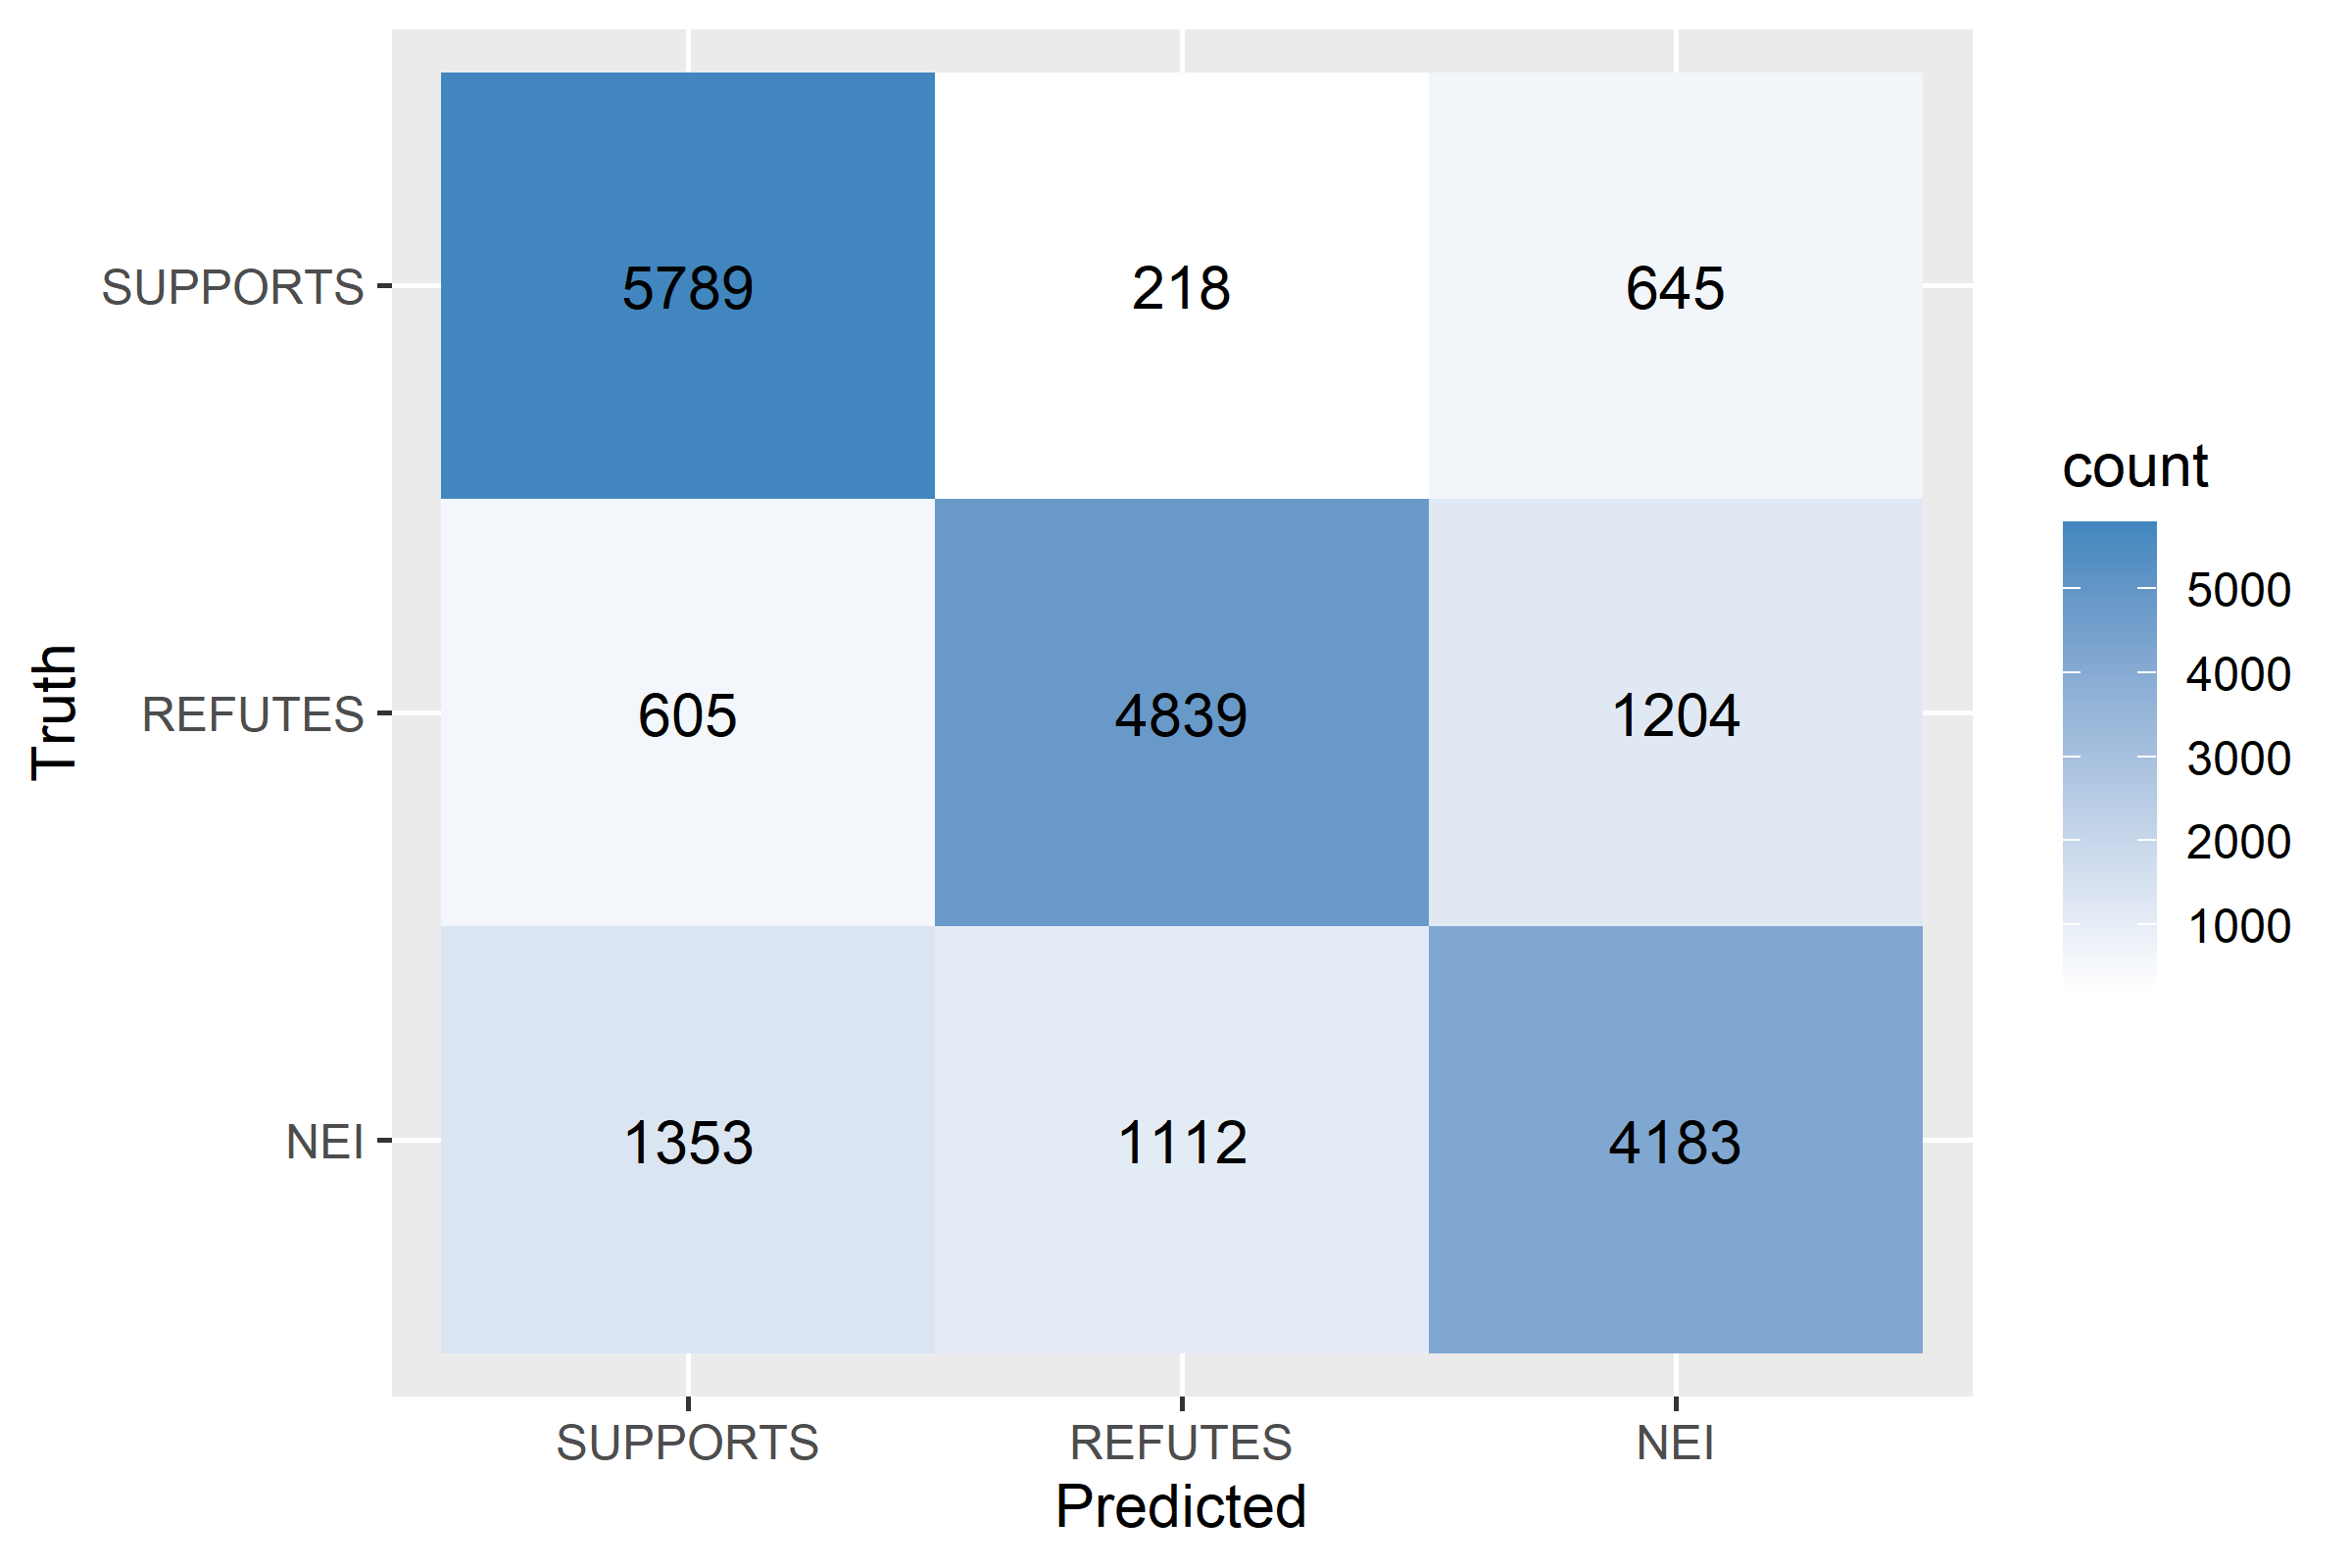 SUPPORTS 5789 218 645
REFUTES 605 4839 1204
NEI 1353 1112 4183
SUPPORTS REFUTES NEI
Predicted
Truth
count
5000
4000
3000
2000
1000